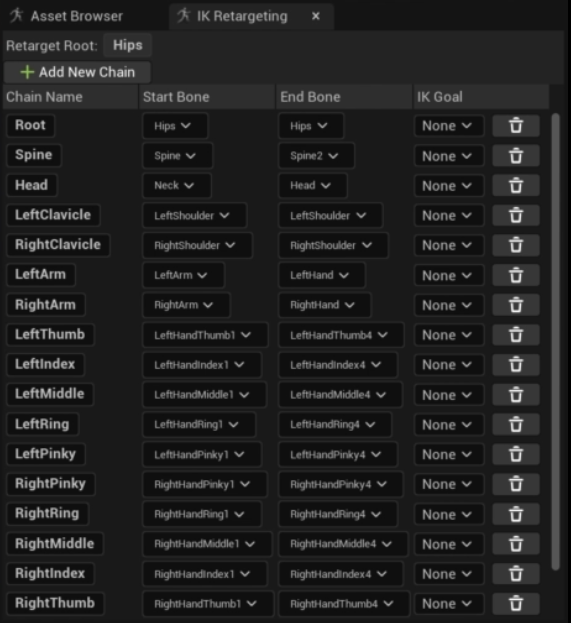 Asset Browser IK Retargeting ×
Retarget Root: Hips
+ Add New Chain
Chain Name Start Bone End Bone IK Goal
Root Hips Hips None
Spine Spine Spine2 None
Head Neck Head None
LeftClavicle LeftShoulder LeftShoulder None
RightClavicle RightShoulder RightShoulder None
LeftArm LeftArm LeftHand None
RightArm RightArm RightHand None
LeftThumb LeftHandThumb1 LeftHandThumb4 None
LeftIndex LeftHandIndex1 LeftHandIndex4 None
LeftMiddle LeftHandMiddle1 LeftHandMiddle4 None
LeftRing LeftHandRing1 LeftHandRing4 None
LeftPinky LeftHandPinky1 LeftHandPinky4 None
RightPinky RightHandPinky1 RightHandPinky4 None
RightRing RightHandRing1 RightHandRing4 None
RightMiddle RightHandMiddle1 RightHandMiddle4 None
RightIndex RightHandIndex1 RightHandIndex4 None
RightThumb RightHandThumb1 RightHandThumb4 None